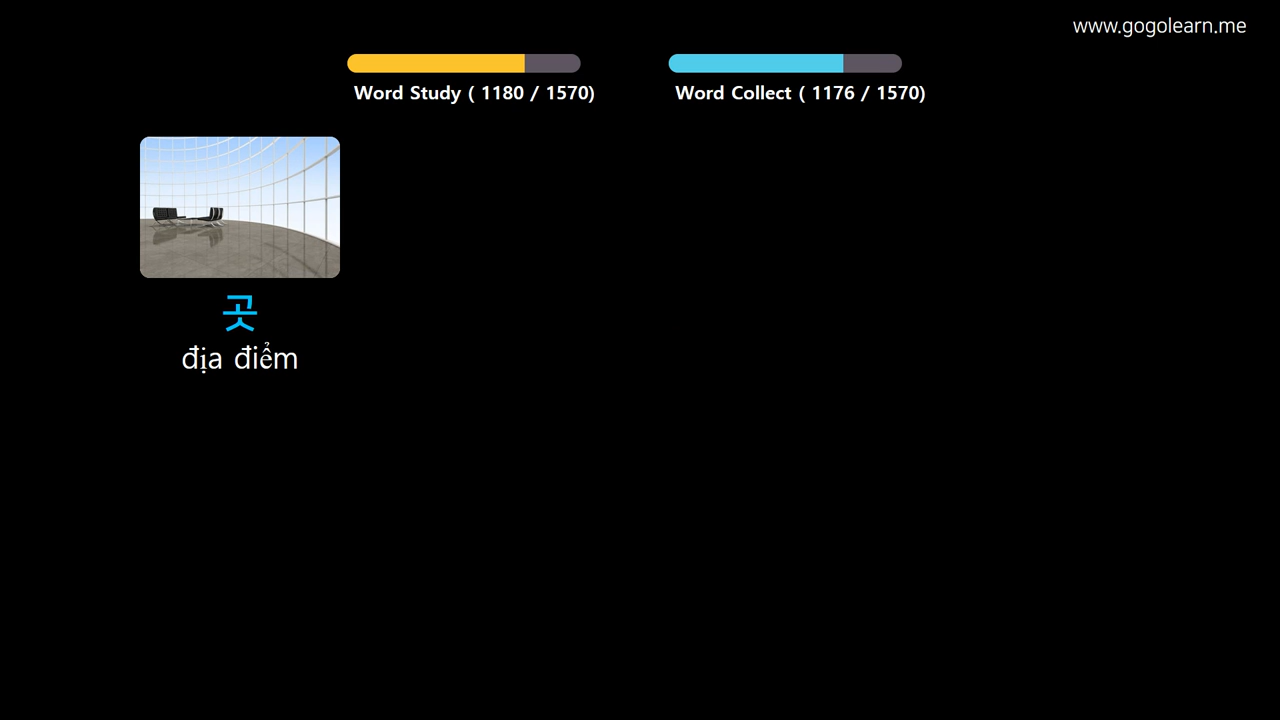 www.gogolearn.me
Word Study ( 1180 / 1570)
Word Collect ( 1176 / 1570)
곳
địa điểm